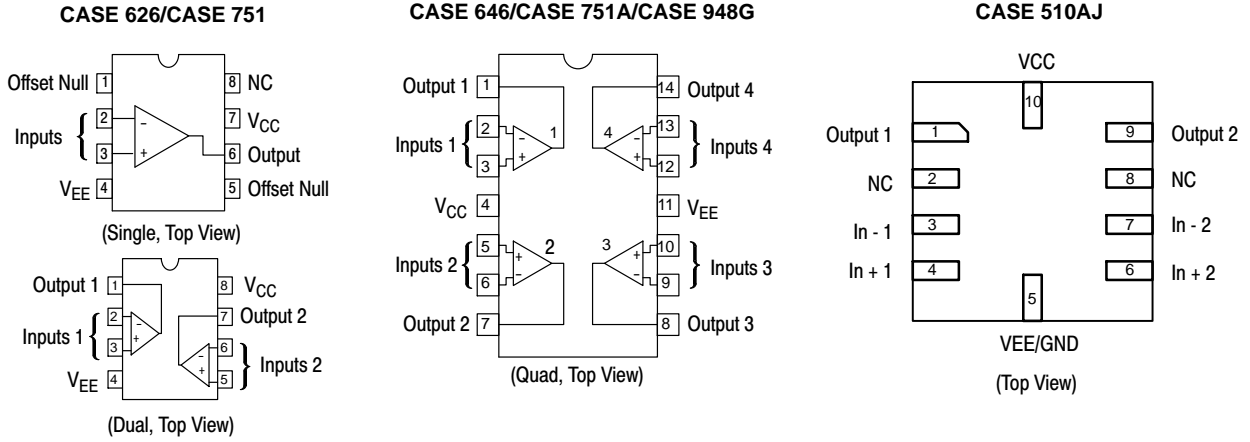 CASE 626/CASE 751
Offset Null 1
8 NC
Inputs
2
−
7 VCC
3
+
6 Output
VEE 4
5 Offset Null
(Single, Top View)
Output 1 1
8 VCC
Inputs 1
2
−
7 Output 2
3
+
6
−
Inputs 2
VEE 4
+
5
(Dual, Top View)
CASE 646/CASE 751A/CASE 948G
Output 1 1
14 Output 4
Inputs 1
2
−
1
4
−
13
Inputs 4
3
+
+
12
VCC 4
11 VEE
Inputs 2
5
+
2
3
+
10
Inputs 3
6
−
−
9
Output 2 7
8 Output 3
(Quad, Top View)
CASE 510AJ
VCC
10
Output 1 1
9 Output 2
NC 2
8 NC
In - 1 3
7 In - 2
In + 1 4
6 In + 2
5
VEE/GND
(Top View)